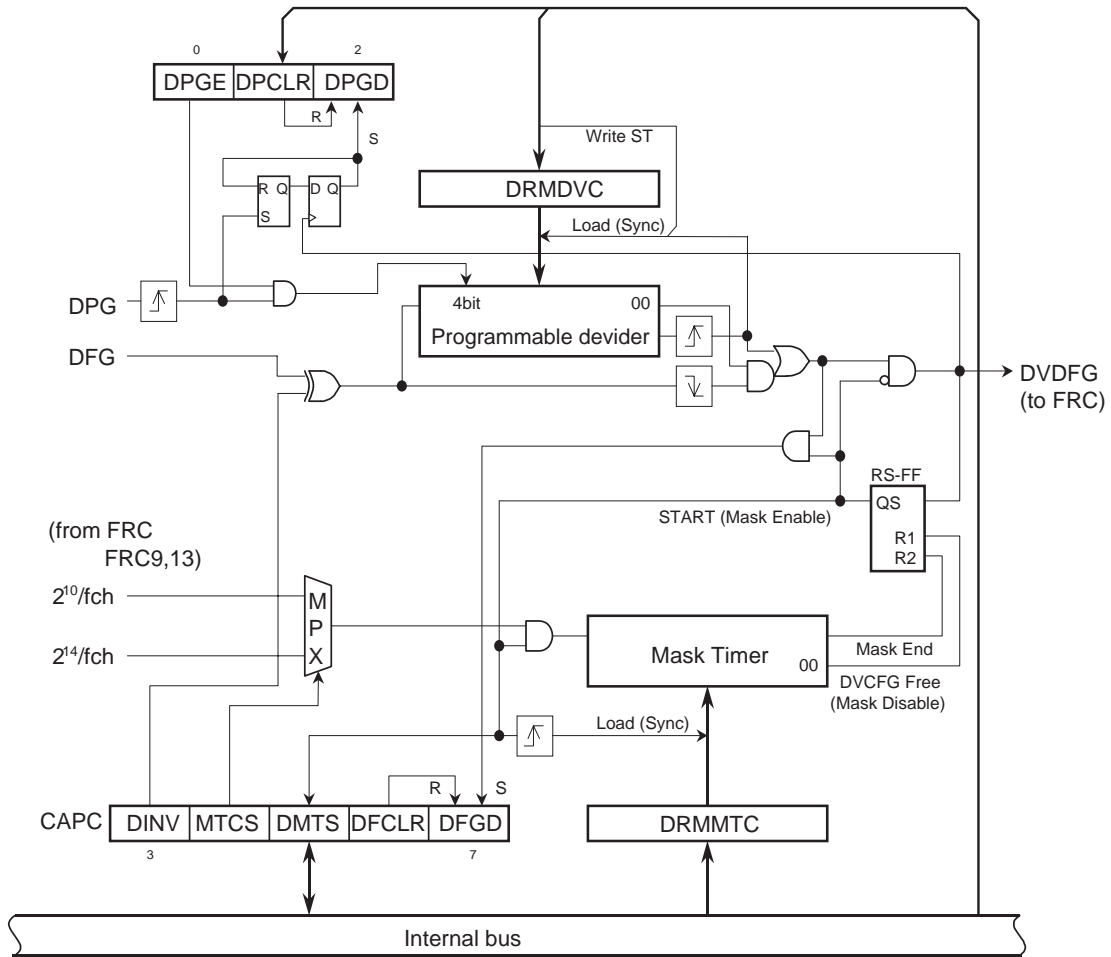 0 2
DPGE DPCLR DPGD
R
S
Write ST
DRMDVC
R Q D Q
S
Load (Sync)
DPG
4bit 00
Programmable devider
DFG
DVDFG
(to FRC)
RS-FF
QS
START (Mask Enable)
R1
R2
(from FRC
FRC9,13)
2¹⁰/fch
M
P
X
2¹⁴/fch
Mask Timer
00
Mask End
DVCFG Free
(Mask Disable)
Load (Sync)
R S
CAPC DINV MTCS DMTS DFCLR DFGD
3 7
DRMMTC
Internal bus